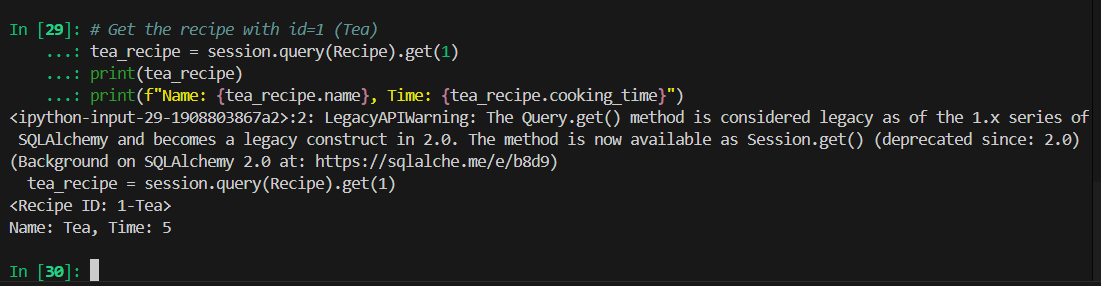 In [29]: # Get the recipe with id=1 (Tea)
...: tea_recipe = session.query(Recipe).get(1)
...: print(tea_recipe)
...: print(f"Name: {tea_recipe.name}, Time: {tea_recipe.cooking_time}")
<ipython-input-29-1908803867a2>:2: LegacyAPIWarning: The Query.get() method is considered legacy as of the 1.x series of
SQLAlchemy and becomes a legacy construct in 2.0. The method is now available as Session.get() (deprecated since: 2.0)
(Background on SQLAlchemy 2.0 at: https://sqlalche.me/e/b8d9)
tea_recipe = session.query(Recipe).get(1)
<Recipe ID: 1-Tea>
Name: Tea, Time: 5
In [30]: